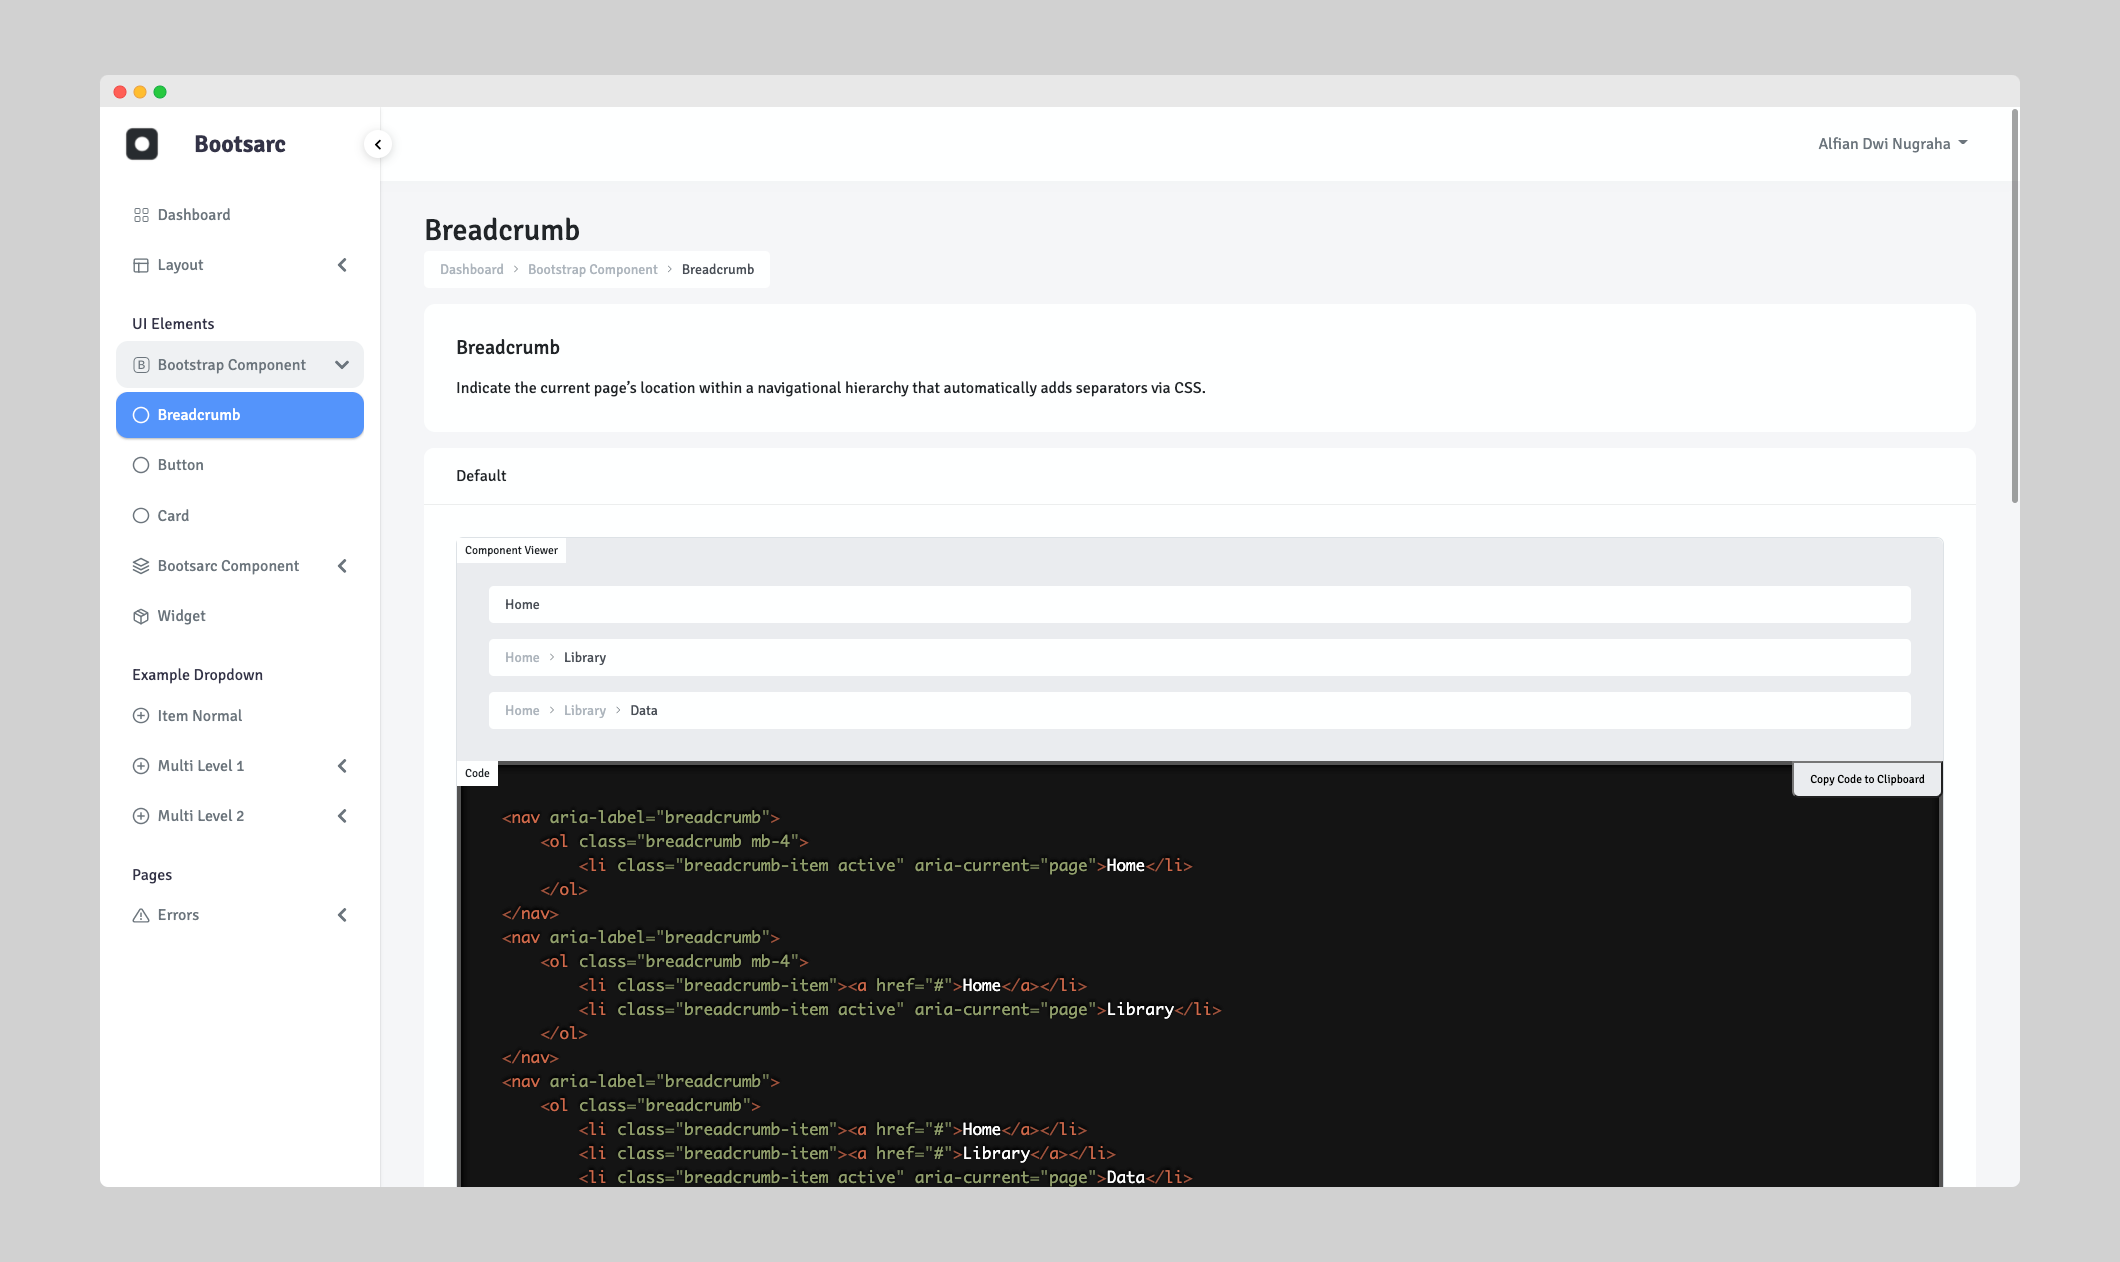 Bootsarc
Alfian Dwi Nugraha
Dashboard
Layout
UI Elements
B Bootstrap Component
Breadcrumb
Button
Card
Bootsarc Component
Widget
Example Dropdown
Item Normal
Multi Level 1
Multi Level 2
Pages
Errors
Breadcrumb
Dashboard > Bootstrap Component > Breadcrumb
Breadcrumb
Indicate the current page’s location within a navigational hierarchy that automatically adds separators via CSS.
Default
Component Viewer
Home
Home > Library
Home > Library > Data
Code
Copy Code to Clipboard
<nav aria-label="breadcrumb">
    <ol class="breadcrumb mb-4">
        <li class="breadcrumb-item active" aria-current="page">Home</li>
    </ol>
</nav>
<nav aria-label="breadcrumb">
    <ol class="breadcrumb mb-4">
        <li class="breadcrumb-item"><a href="#">Home</a></li>
        <li class="breadcrumb-item active" aria-current="page">Library</li>
    </ol>
</nav>
<nav aria-label="breadcrumb">
    <ol class="breadcrumb">
        <li class="breadcrumb-item"><a href="#">Home</a></li>
        <li class="breadcrumb-item"><a href="#">Library</a></li>
        <li class="breadcrumb-item active" aria-current="page">Data</li>